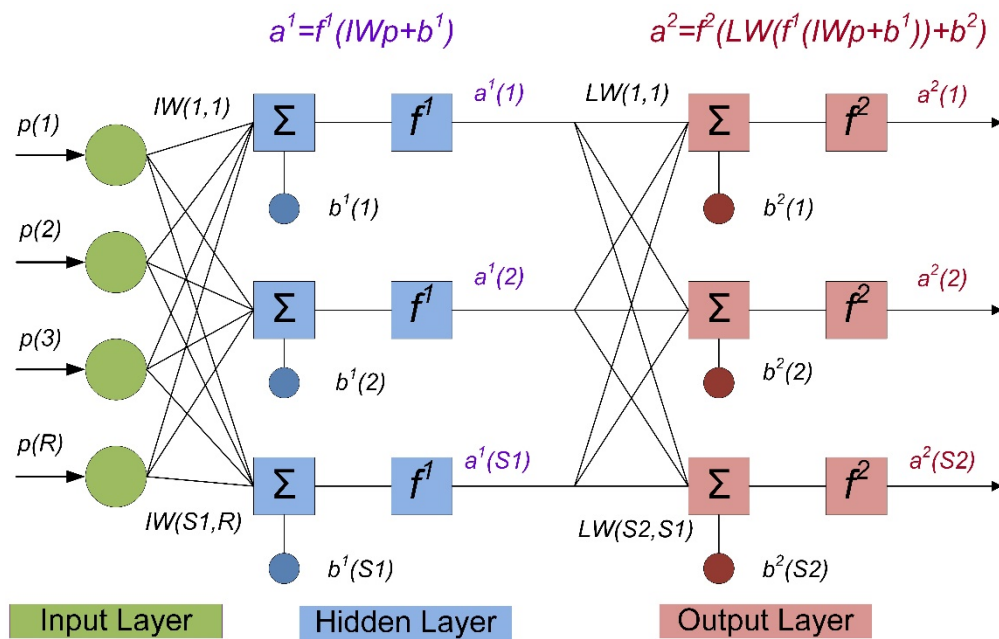 a¹=f¹(IWp+b¹)
a²=f²(LW(f¹(IWp+b¹))+b²)
p(1)
IW(1,1)
Σ
f¹
a¹(1)
LW(1,1)
Σ
f²
a²(1)
b¹(1)
b²(1)
p(2)
Σ
f¹
a¹(2)
Σ
f²
a²(2)
p(3)
b¹(2)
b²(2)
p(R)
Σ
f¹
a¹(S1)
Σ
f²
a²(S2)
IW(S1,R)
LW(S2,S1)
b¹(S1)
b²(S2)
Input Layer
Hidden Layer
Output Layer